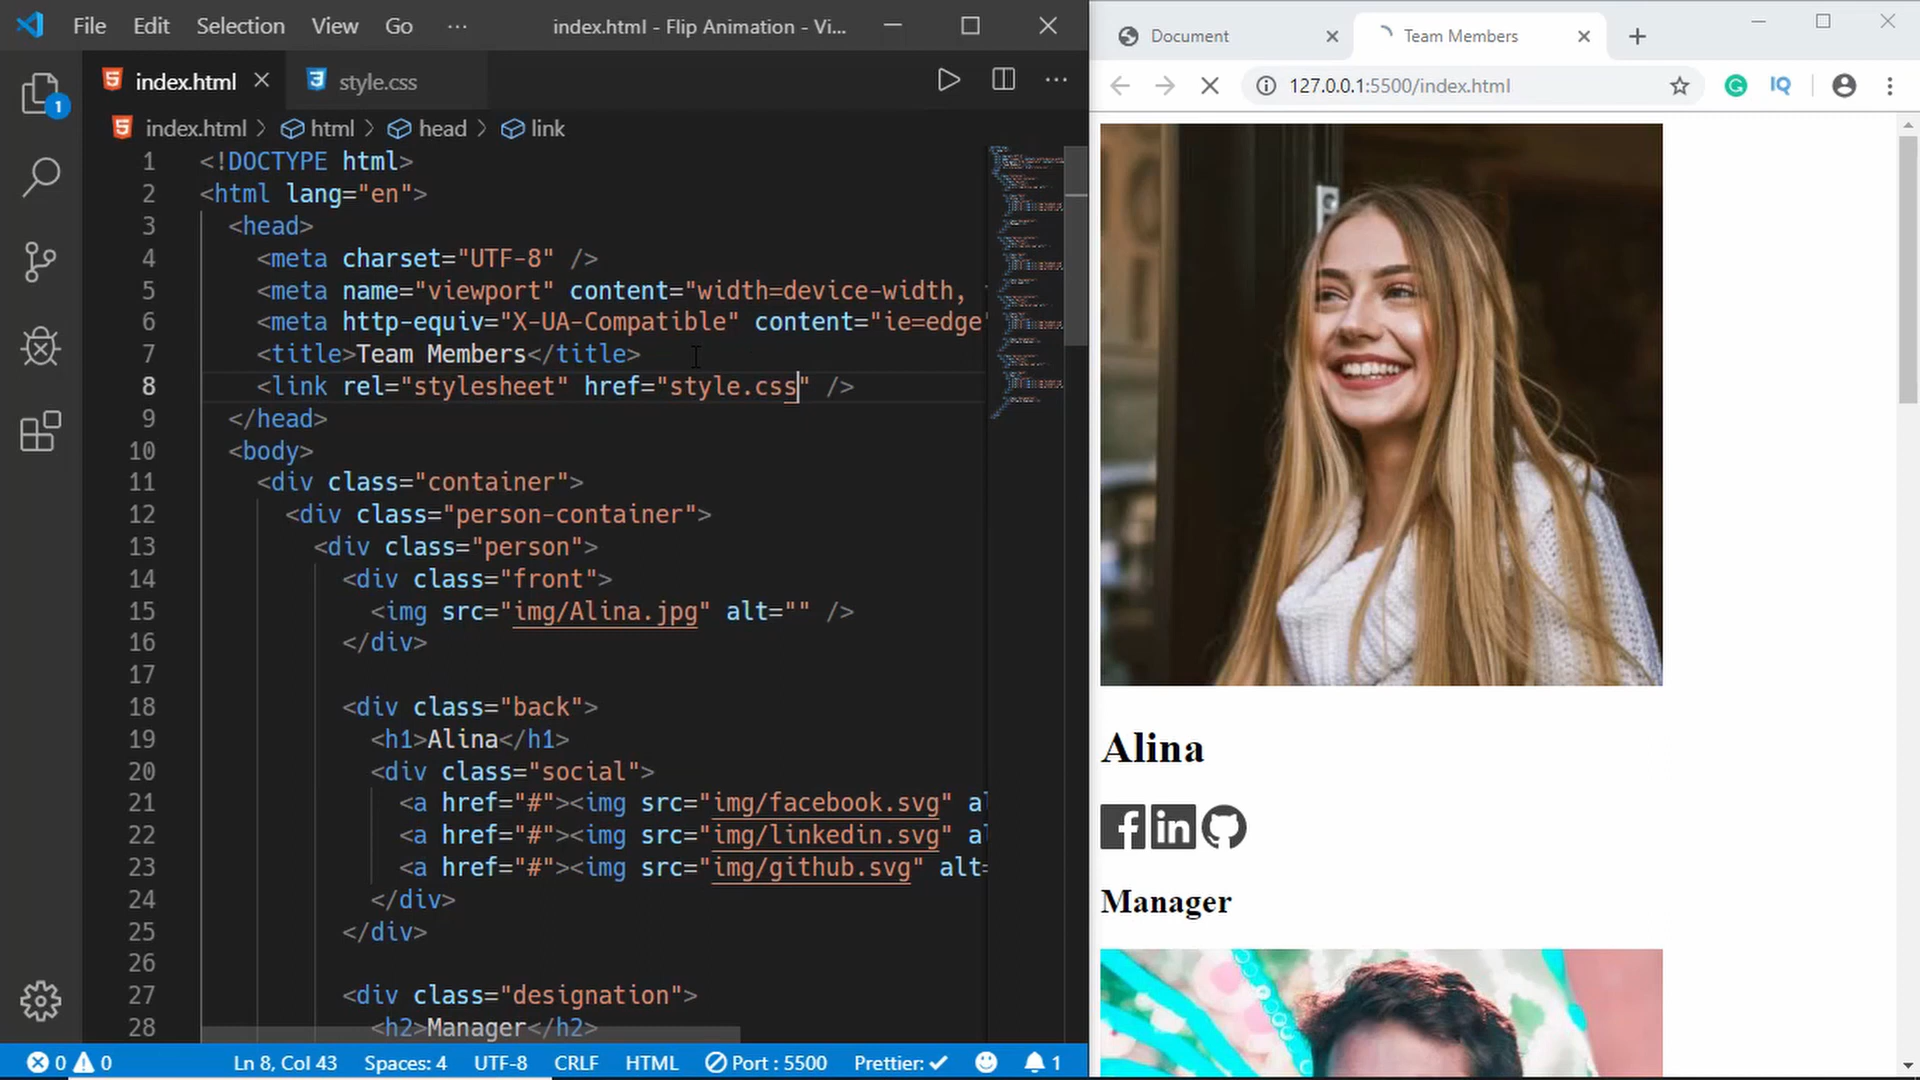 File Edit Selection View Go ··· index.html - Flip Animation - Vi...
index.html style.css
index.html > html > head > link
1 <!DOCTYPE html>
2 <html lang="en">
3 <head>
4 <meta charset="UTF-8" />
5 <meta name="viewport" content="width=device-width,
6 <meta http-equiv="X-UA-Compatible" content="ie=edge"
7 <title>Team Members</title>
8 <link rel="stylesheet" href="style.css" />
9 </head>
10 <body>
11 <div class="container">
12 <div class="person-container">
13 <div class="person">
14 <div class="front">
15 <img src="img/Alina.jpg" alt="" />
16 </div>
17
18 <div class="back">
19 <h1>Alina</h1>
20 <div class="social">
21 <a href="#"><img src="img/facebook.svg" al
22 <a href="#"><img src="img/linkedin.svg" al
23 <a href="#"><img src="img/github.svg" alt=
24 </div>
25 </div>
26
27 <div class="designation">
28 <h2>Manager</h2>
1
0 0 Ln 8, Col 43 Spaces: 4 UTF-8 CRLF HTML Port : 5500 Prettier: ✓ 1
Document Team Members
127.0.0.1:5500/index.html IQ
Alina
f in
Manager